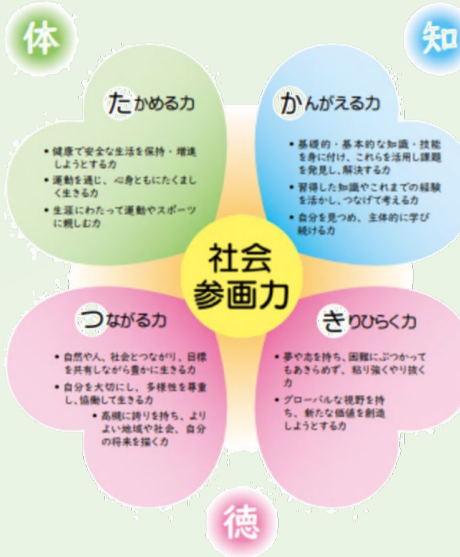 体
知
たかめる力
• 健康で安全な生活を保持・増進
しようとする力
• 運動を通じ、心身ともにたくまし
く生きる力
• 生涯にわたって運動やスポーツ
に親しむ力
かんがえる力
• 基礎的・基本的な知識・技能
を身に付け、これらを活用し課題
を発見し、解決する力
• 習得した知識やこれまでの経験
を活かし、つなげて考える力
• 自分を見つめ、主体的に学び
続ける力
社会
参画力
つながる力
• 自然や人、社会とつながり、目標
を共有しながら豊かに生きる力
• 自分を大切にし、多様性を尊重
し、協働して生きる力
• 高槻に誇りを持ち、より
よい地域や社会、自分
の将来を描く力
きりひらく力
• 夢や志を持ち、困難にぶつかって
もあきらめず、粘り強くやり抜く
力
• グローバルな視野を持
ち、新たな価値を創造
しようとする力
徳